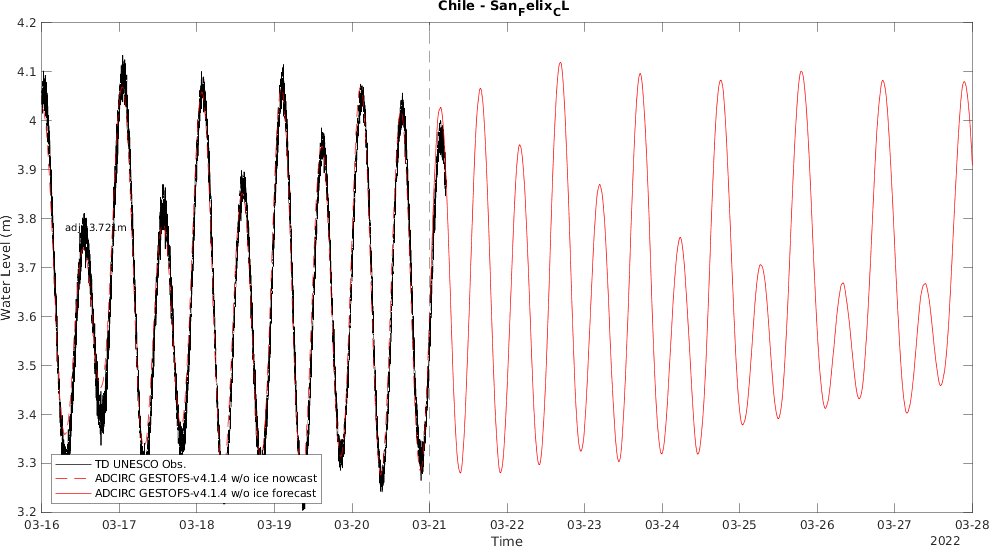 Chile - SanFelixCL
4.2
4.1
4
3.9
3.8
3.7
3.6
3.5
3.4
3.3
3.2
Water Level (m)
adj: 3.721m
TD UNESCO Obs.
ADCIRC GESTOFS-v4.1.4 w/o ice nowcast
ADCIRC GESTOFS-v4.1.4 w/o ice forecast
03-16 03-17 03-18 03-19 03-20 03-21 03-22 03-23 03-24 03-25 03-26 03-27 03-28
Time
2022